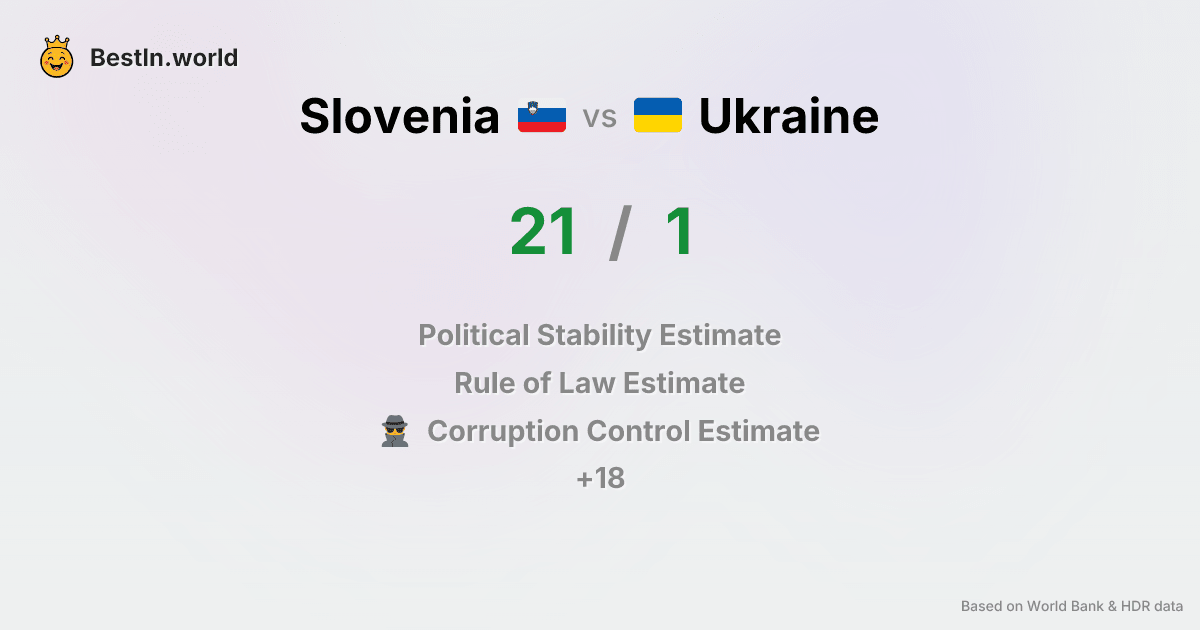 BestIn.world
Slovenia vs Ukraine
21 / 1
Political Stability Estimate
Rule of Law Estimate
Corruption Control Estimate
+18
Based on World Bank & HDR data